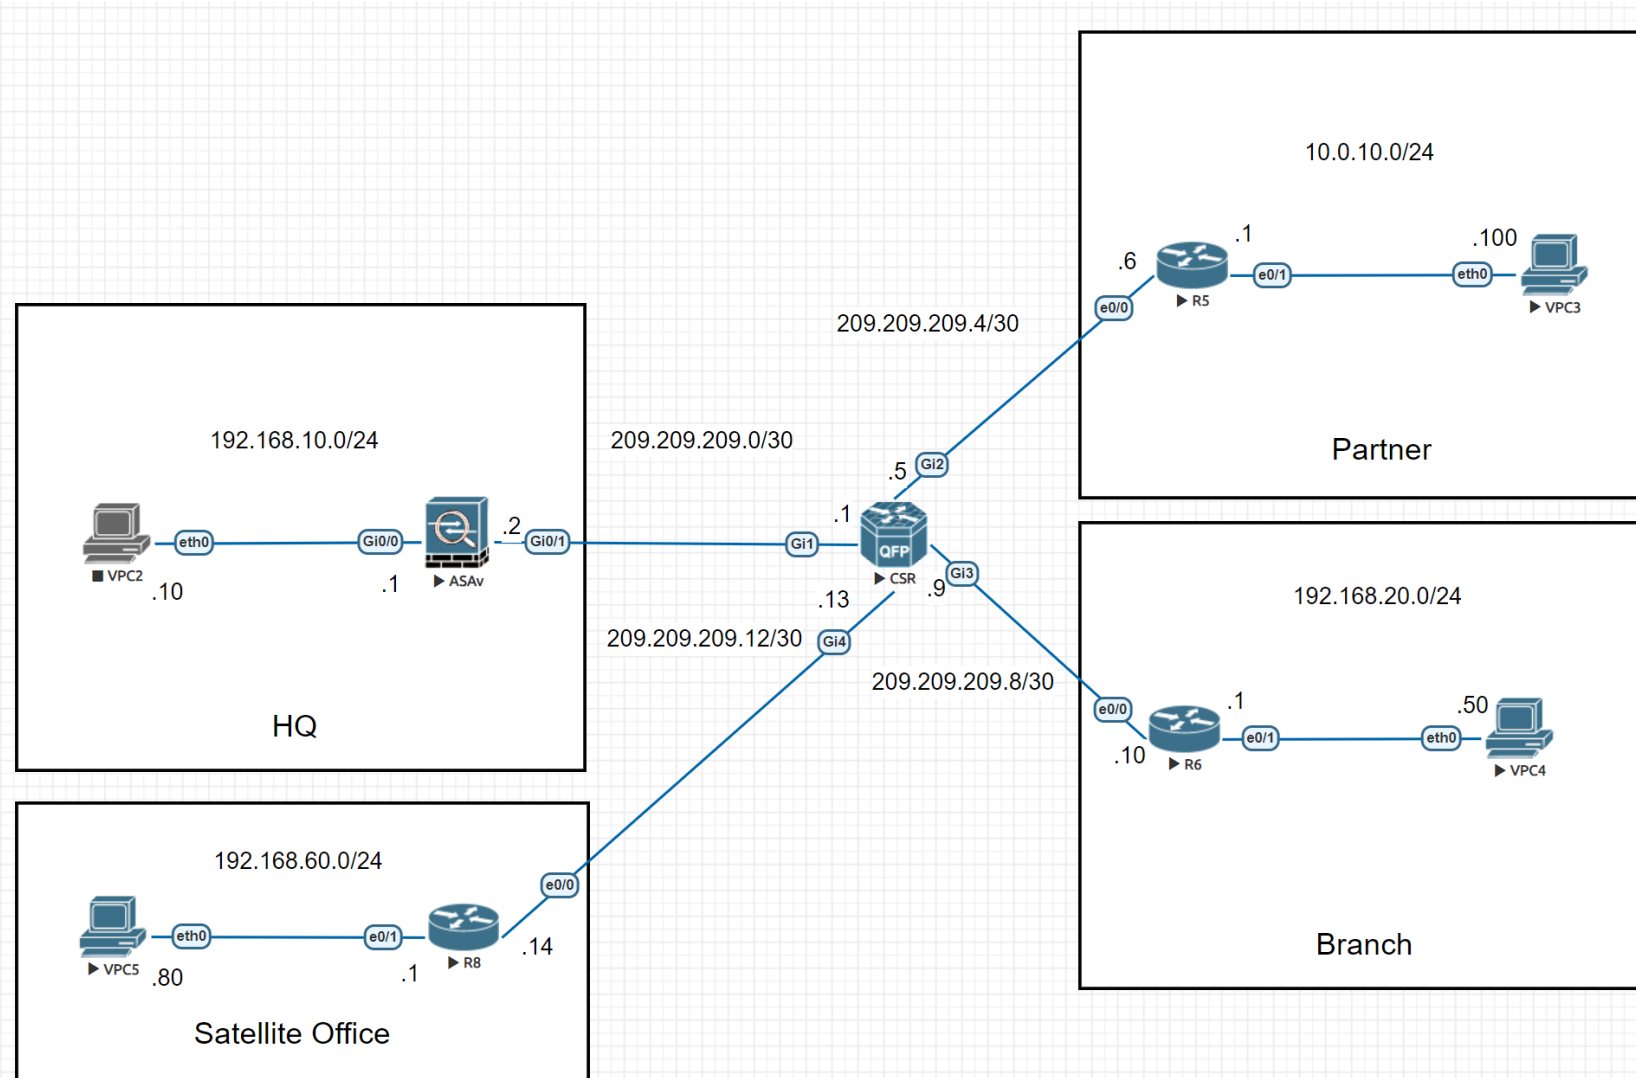 10.0.10.0/24
.1
.100
.6
e0/1
eth0
R5
VPC3
e0/0
209.209.209.4/30
Partner
192.168.10.0/24
209.209.209.0/30
.5
Gi2
.1
.2
eth0
Gi0/0
Gi0/1
Gi1
QFP
VPC2
.10
.1
ASAv
CSR
Gi3
.9
.13
192.168.20.0/24
209.209.209.12/30
Gi4
209.209.209.8/30
HQ
.1
.50
e0/0
e0/1
eth0
.10
R6
VPC4
192.168.60.0/24
e0/0
eth0
e0/1
.14
VPC5
.80
.1
R8
Branch
Satellite Office